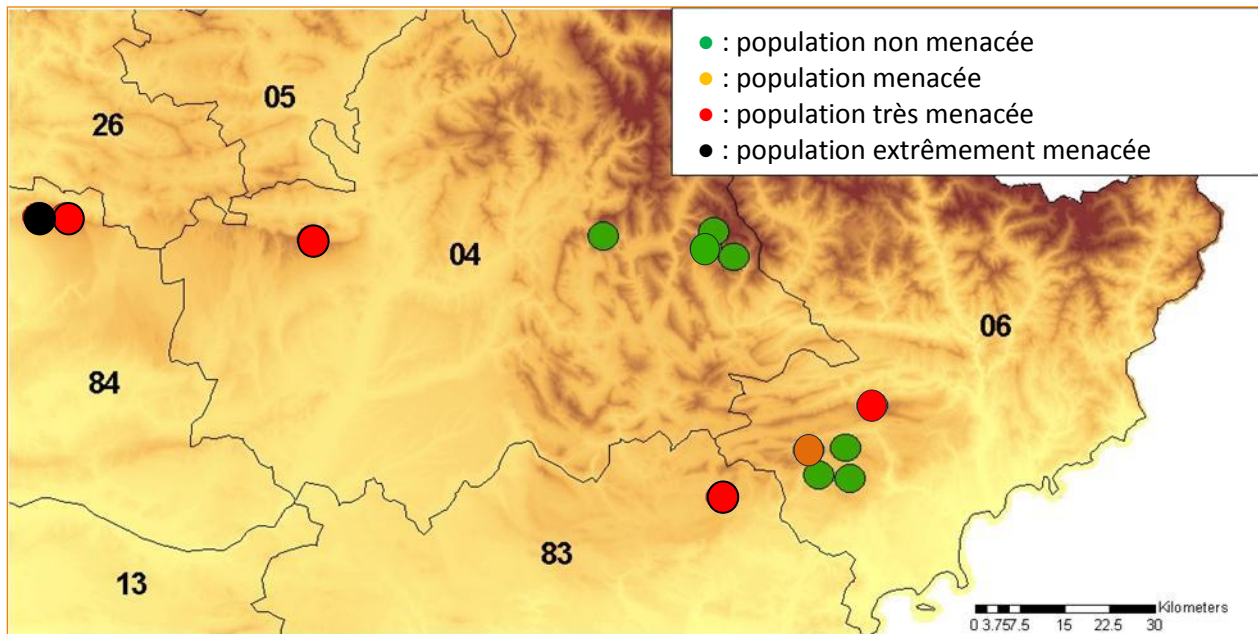 ● : population non menacée
● : population menacée
● : population très menacée
● : population extrêmement menacée
05
26
04
06
84
83
13
Kilometers
0 3.75 7.5 15 22.5 30